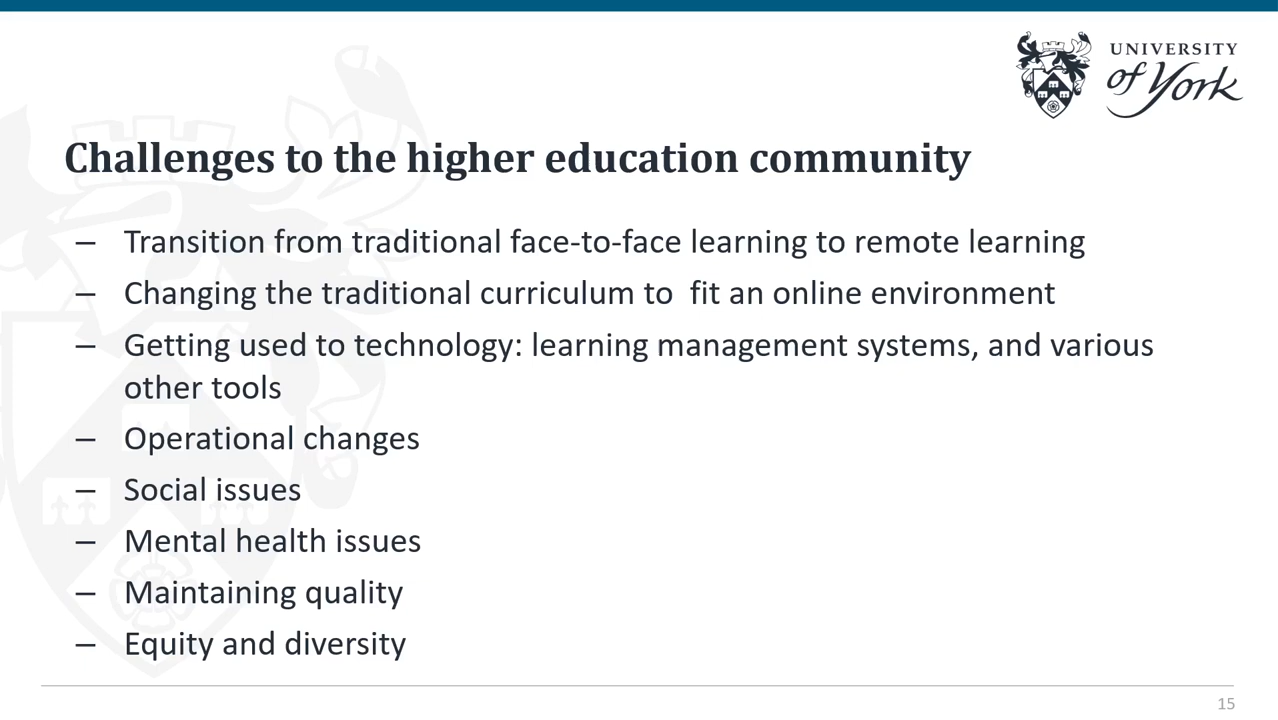 UNIVERSITY
of York
Challenges to the higher education community
– Transition from traditional face-to-face learning to remote learning
– Changing the traditional curriculum to  fit an online environment
– Getting used to technology: learning management systems, and various
other tools
– Operational changes
– Social issues
– Mental health issues
– Maintaining quality
– Equity and diversity
15